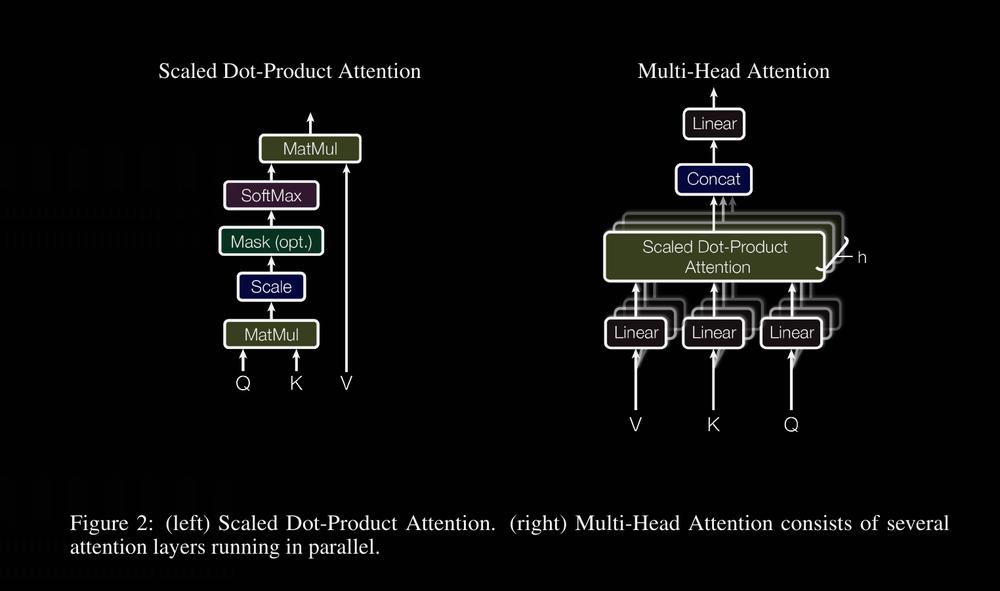 Scaled Dot-Product Attention
MatMul
SoftMax
Mask (opt.)
Scale
MatMul
Q K V
Multi-Head Attention
Linear
Concat
Scaled Dot-Product
Attention
h
Linear Linear Linear
V K Q
Figure 2: (left) Scaled Dot-Product Attention. (right) Multi-Head Attention consists of several
attention layers running in parallel.